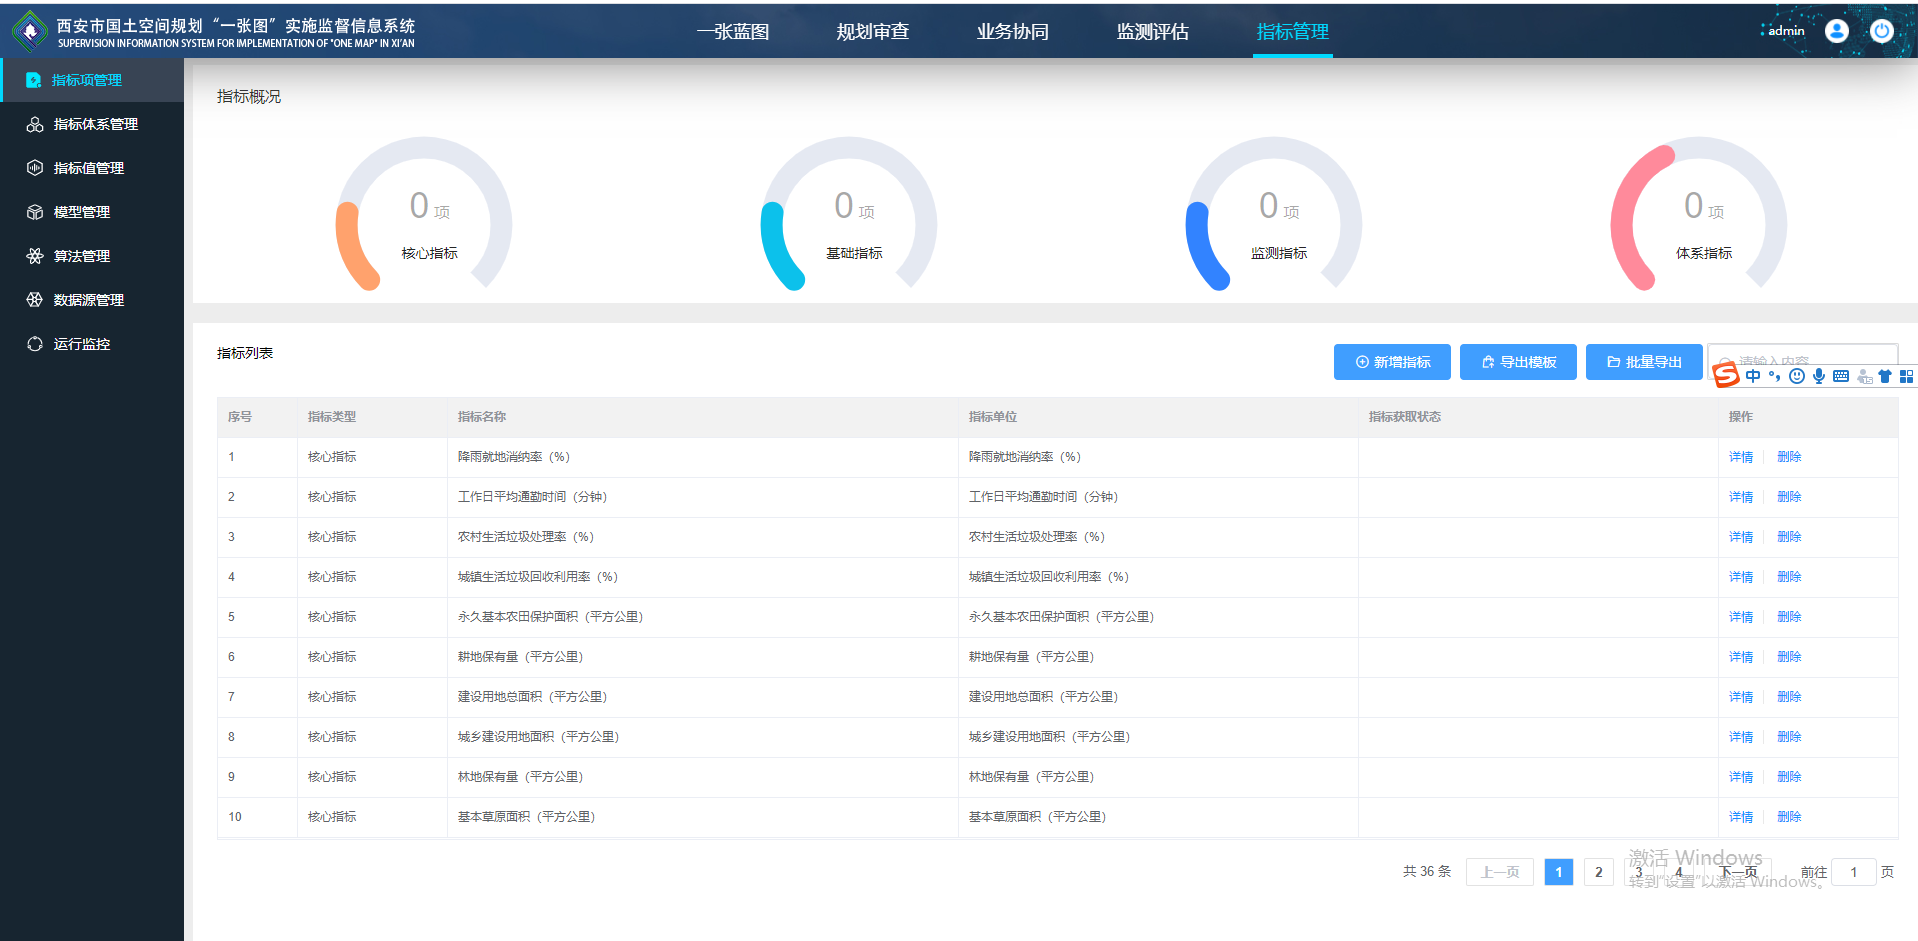 西安市国土空间规划“一张图”实施监督信息系统
SUPERVISION INFORMATION SYSTEM FOR IMPLEMENTATION OF "ONE MAP" IN XI'AN
一张蓝图 规划审查 业务协同 监测评估 指标管理
admin
指标项管理
指标体系管理
指标值管理
模型管理
算法管理
数据源管理
运行监控
指标概况
0 项
核心指标
0 项
基础指标
0 项
监测指标
0 项
体系指标
指标列表
新增指标 导出模板 批量导出 请输入内容
S 中
序号 指标类型 指标名称 指标单位 指标获取状态 操作
1 核心指标 降雨就地消纳率（%） 降雨就地消纳率（%） 详情 删除
2 核心指标 工作日平均通勤时间（分钟） 工作日平均通勤时间（分钟） 详情 删除
3 核心指标 农村生活垃圾处理率（%） 农村生活垃圾处理率（%） 详情 删除
4 核心指标 城镇生活垃圾回收利用率（%） 城镇生活垃圾回收利用率（%） 详情 删除
5 核心指标 永久基本农田保护面积（平方公里） 永久基本农田保护面积（平方公里） 详情 删除
6 核心指标 耕地保有量（平方公里） 耕地保有量（平方公里） 详情 删除
7 核心指标 建设用地总面积（平方公里） 建设用地总面积（平方公里） 详情 删除
8 核心指标 城乡建设用地面积（平方公里） 城乡建设用地面积（平方公里） 详情 删除
9 核心指标 林地保有量（平方公里） 林地保有量（平方公里） 详情 删除
10 核心指标 基本草原面积（平方公里） 基本草原面积（平方公里） 详情 删除
共 36 条 上一页 1 2 3 4 下一页 前往 1 页
激活 Windows
转到“设置”以激活 Windows。